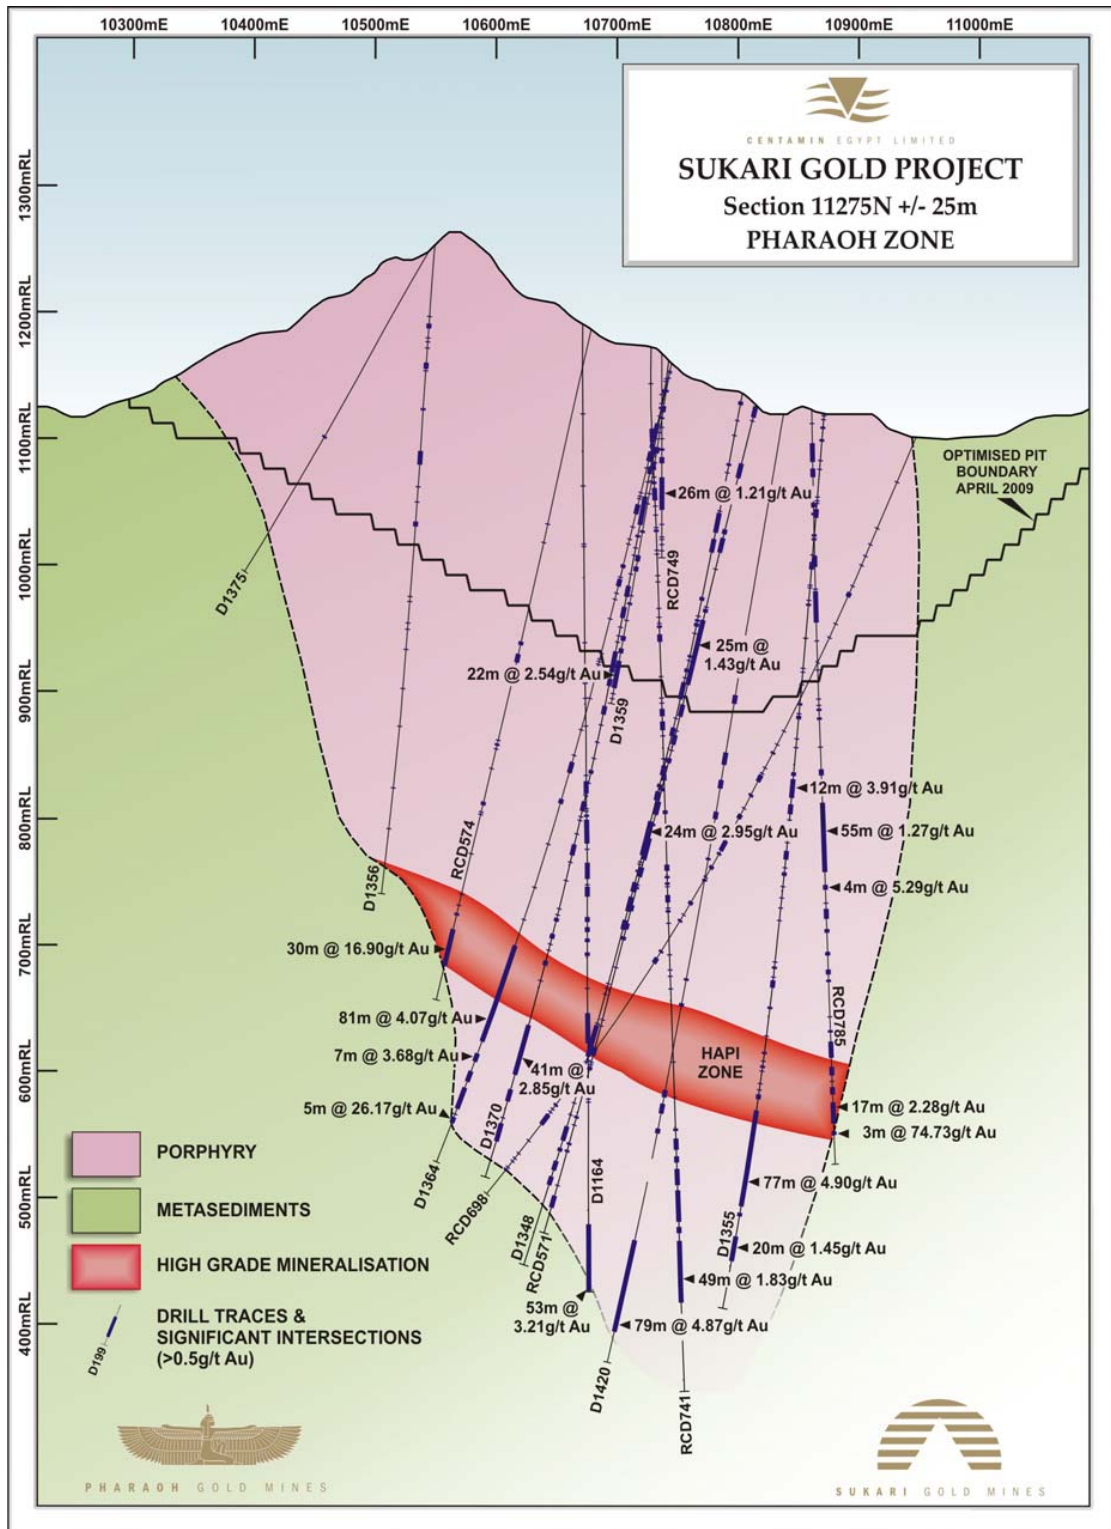 10300mE 10400mE 10500mE 10600mE 10700mE 10800mE 10900mE 11000mE
CENTAMIN EGYPT LIMITED
SUKARI GOLD PROJECT
Section 11275N +/- 25m
PHARAOH ZONE
1300mRL
1200mRL
1100mRL
1000mRL
900mRL
800mRL
700mRL
600mRL
500mRL
400mRL
OPTIMISED PIT
BOUNDARY
APRIL 2009
26m @ 1.21g/t Au
RCD749
D1375
25m @
1.43g/t Au
22m @ 2.54g/t Au
D1359
12m @ 3.91g/t Au
24m @ 2.95g/t Au
55m @ 1.27g/t Au
RCD574
D1356
4m @ 5.29g/t Au
30m @ 16.90g/t Au
RCD785
81m @ 4.07g/t Au
7m @ 3.68g/t Au
HAPI
ZONE
41m @
2.85g/t Au
5m @ 26.17g/t Au
17m @ 2.28g/t Au
3m @ 74.73g/t Au
D1370
D1364
D1164
77m @ 4.90g/t Au
RCD698
D1348
RCD571
D1355
20m @ 1.45g/t Au
49m @ 1.83g/t Au
53m @
3.21g/t Au
79m @ 4.87g/t Au
D1420
RCD741
PORPHYRY
METASEDIMENTS
HIGH GRADE MINERALISATION
D199
DRILL TRACES &
SIGNIFICANT INTERSECTIONS
(>0.5g/t Au)
PHARAOH GOLD MINES
SUKARI GOLD MINES